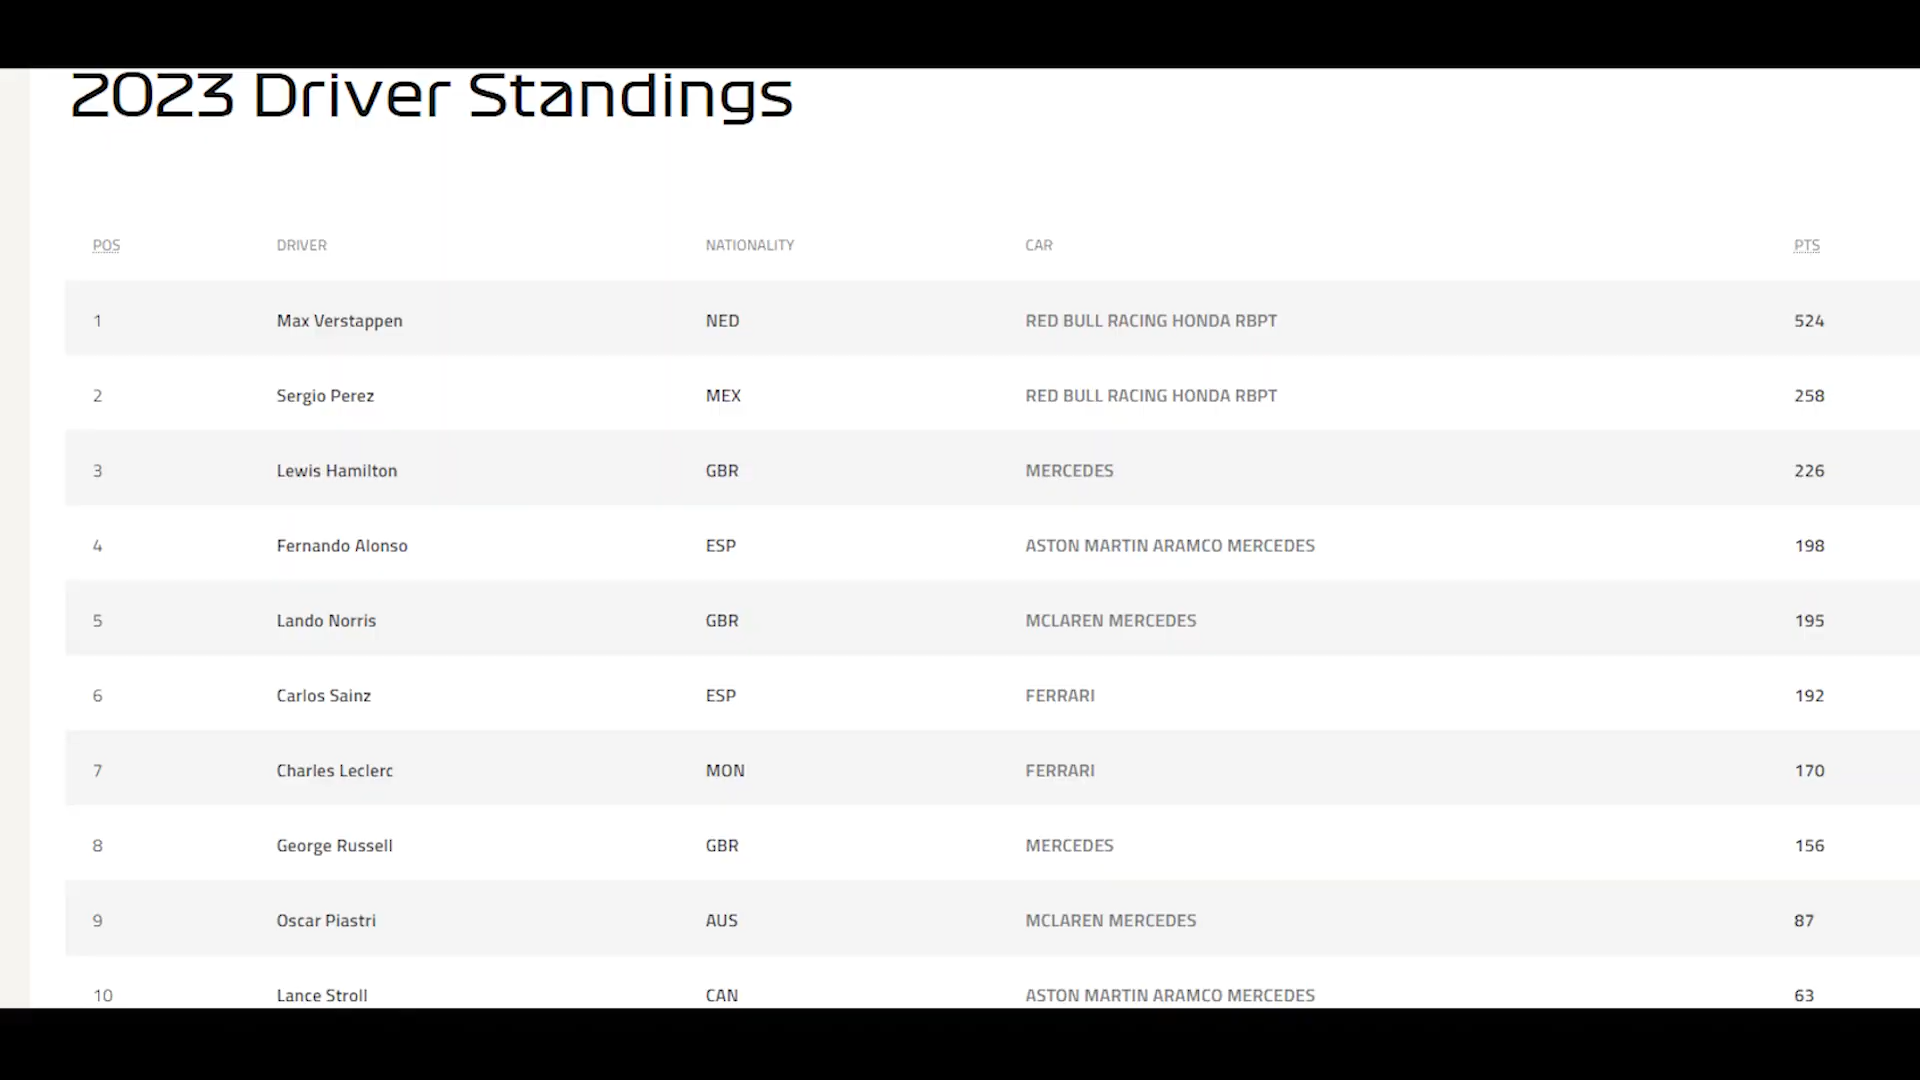 2023 Driver Standings
POS DRIVER NATIONALITY CAR PTS
1 Max Verstappen NED RED BULL RACING HONDA RBPT 524
2 Sergio Perez MEX RED BULL RACING HONDA RBPT 258
3 Lewis Hamilton GBR MERCEDES 226
4 Fernando Alonso ESP ASTON MARTIN ARAMCO MERCEDES 198
5 Lando Norris GBR MCLAREN MERCEDES 195
6 Carlos Sainz ESP FERRARI 192
7 Charles Leclerc MON FERRARI 170
8 George Russell GBR MERCEDES 156
9 Oscar Piastri AUS MCLAREN MERCEDES 87
10 Lance Stroll CAN ASTON MARTIN ARAMCO MERCEDES 63